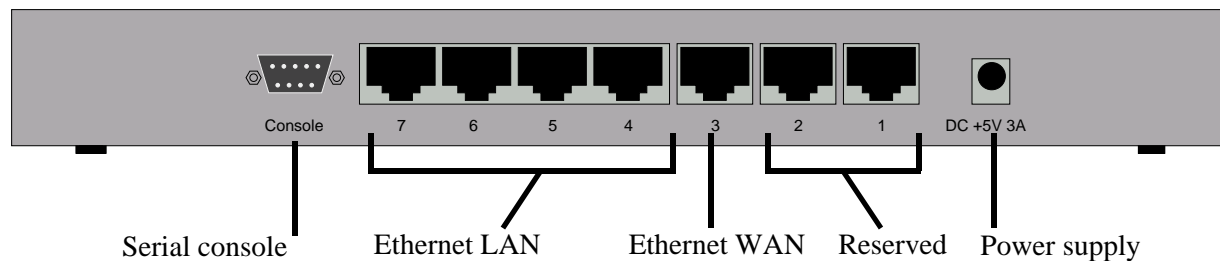 Console 7 6 5 4 3 2 1 DC +5V 3A
Serial console Ethernet LAN Ethernet WAN Reserved Power supply